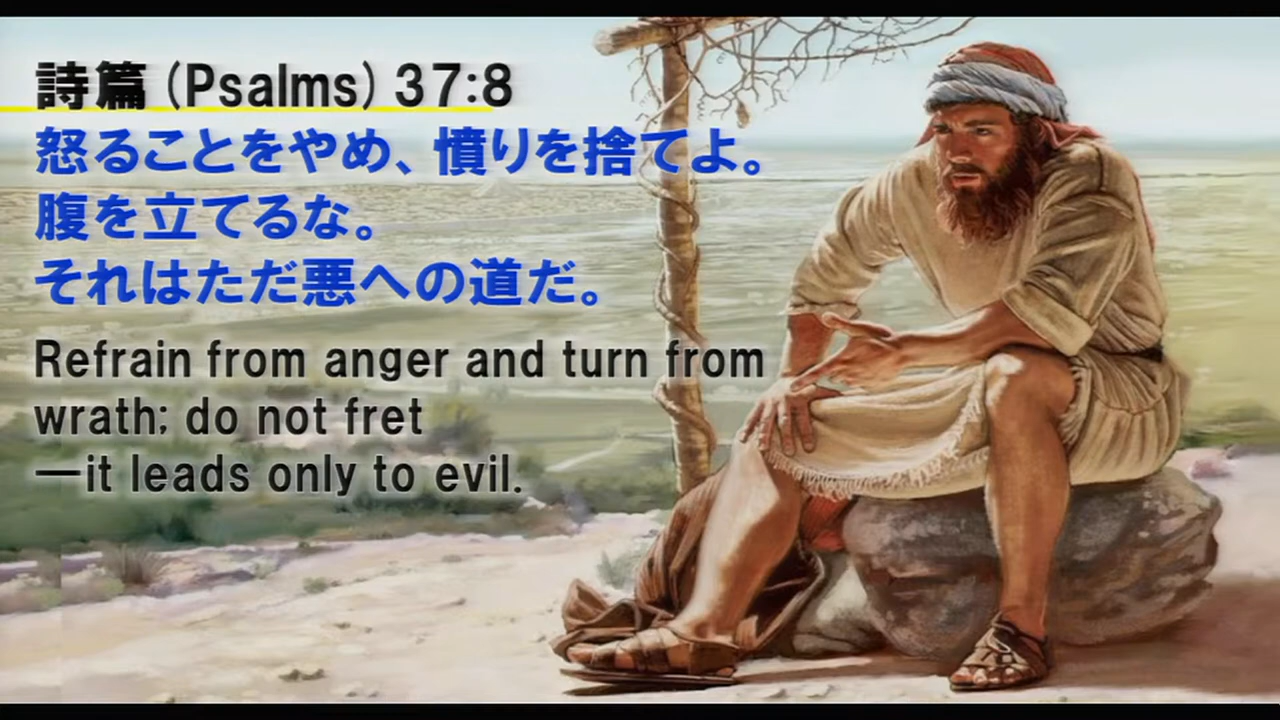 詩篇 (Psalms) 37:8
怒ることをやめ、憤りを捨てよ。
腹を立てるな。
それはただ悪への道だ。
Refrain from anger and turn from
wrath; do not fret
—it leads only to evil.